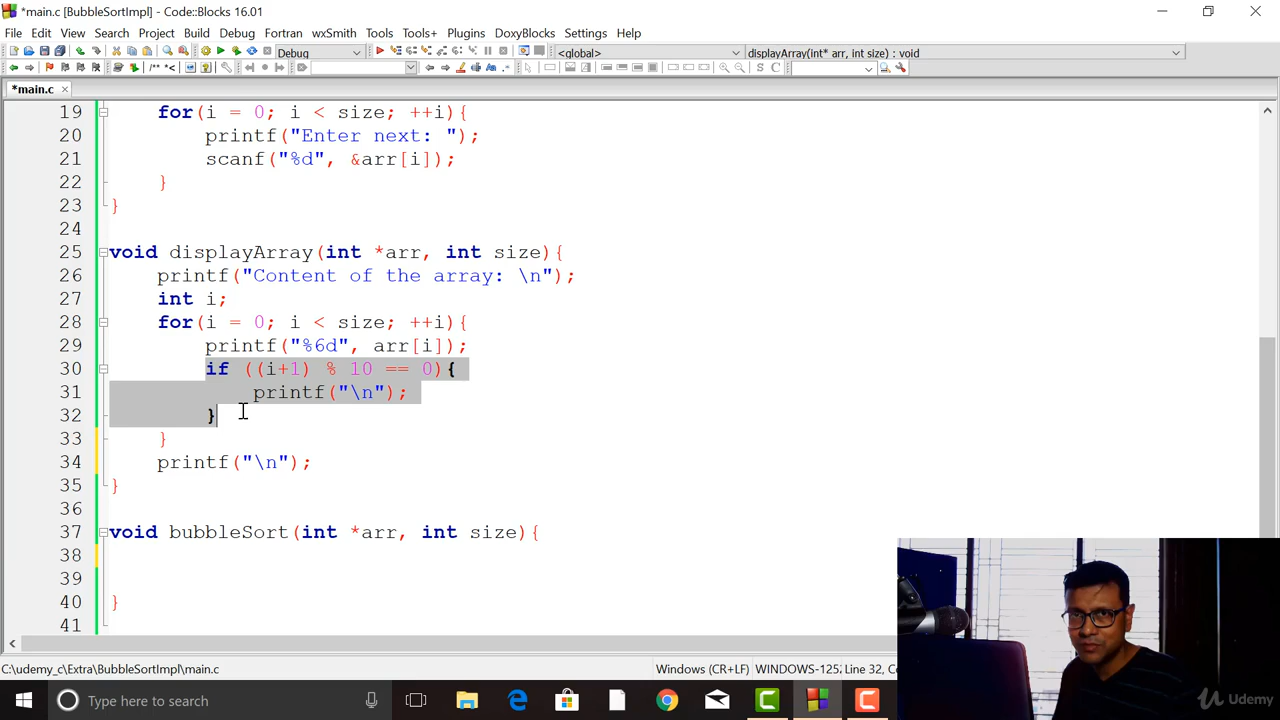 *main.c [BubbleSortImpl] - Code::Blocks 16.01
File Edit View Search Project Build Debug Fortran wxSmith Tools Tools+ Plugins DoxyBlocks Settings Help
Debug <global> displayArray(int* arr, int size) : void
*main.c
19 for(i = 0; i < size; ++i){
20 printf("Enter next: ");
21 scanf("%d", &arr[i]);
22 }
23 }
24
25 void displayArray(int *arr, int size){
26 printf("Content of the array: \n");
27 int i;
28 for(i = 0; i < size; ++i){
29 printf("%6d", arr[i]);
30 if ((i+1) % 10 == 0){
31 printf("\n");
32 }
33 }
34 printf("\n");
35 }
36
37 void bubbleSort(int *arr, int size){
38
39
40 }
41
C:\udemy_c\Extra\BubbleSortImpl\main.c Windows (CR+LF) WINDOWS-125 Line 32,
Type here to search
Udemy